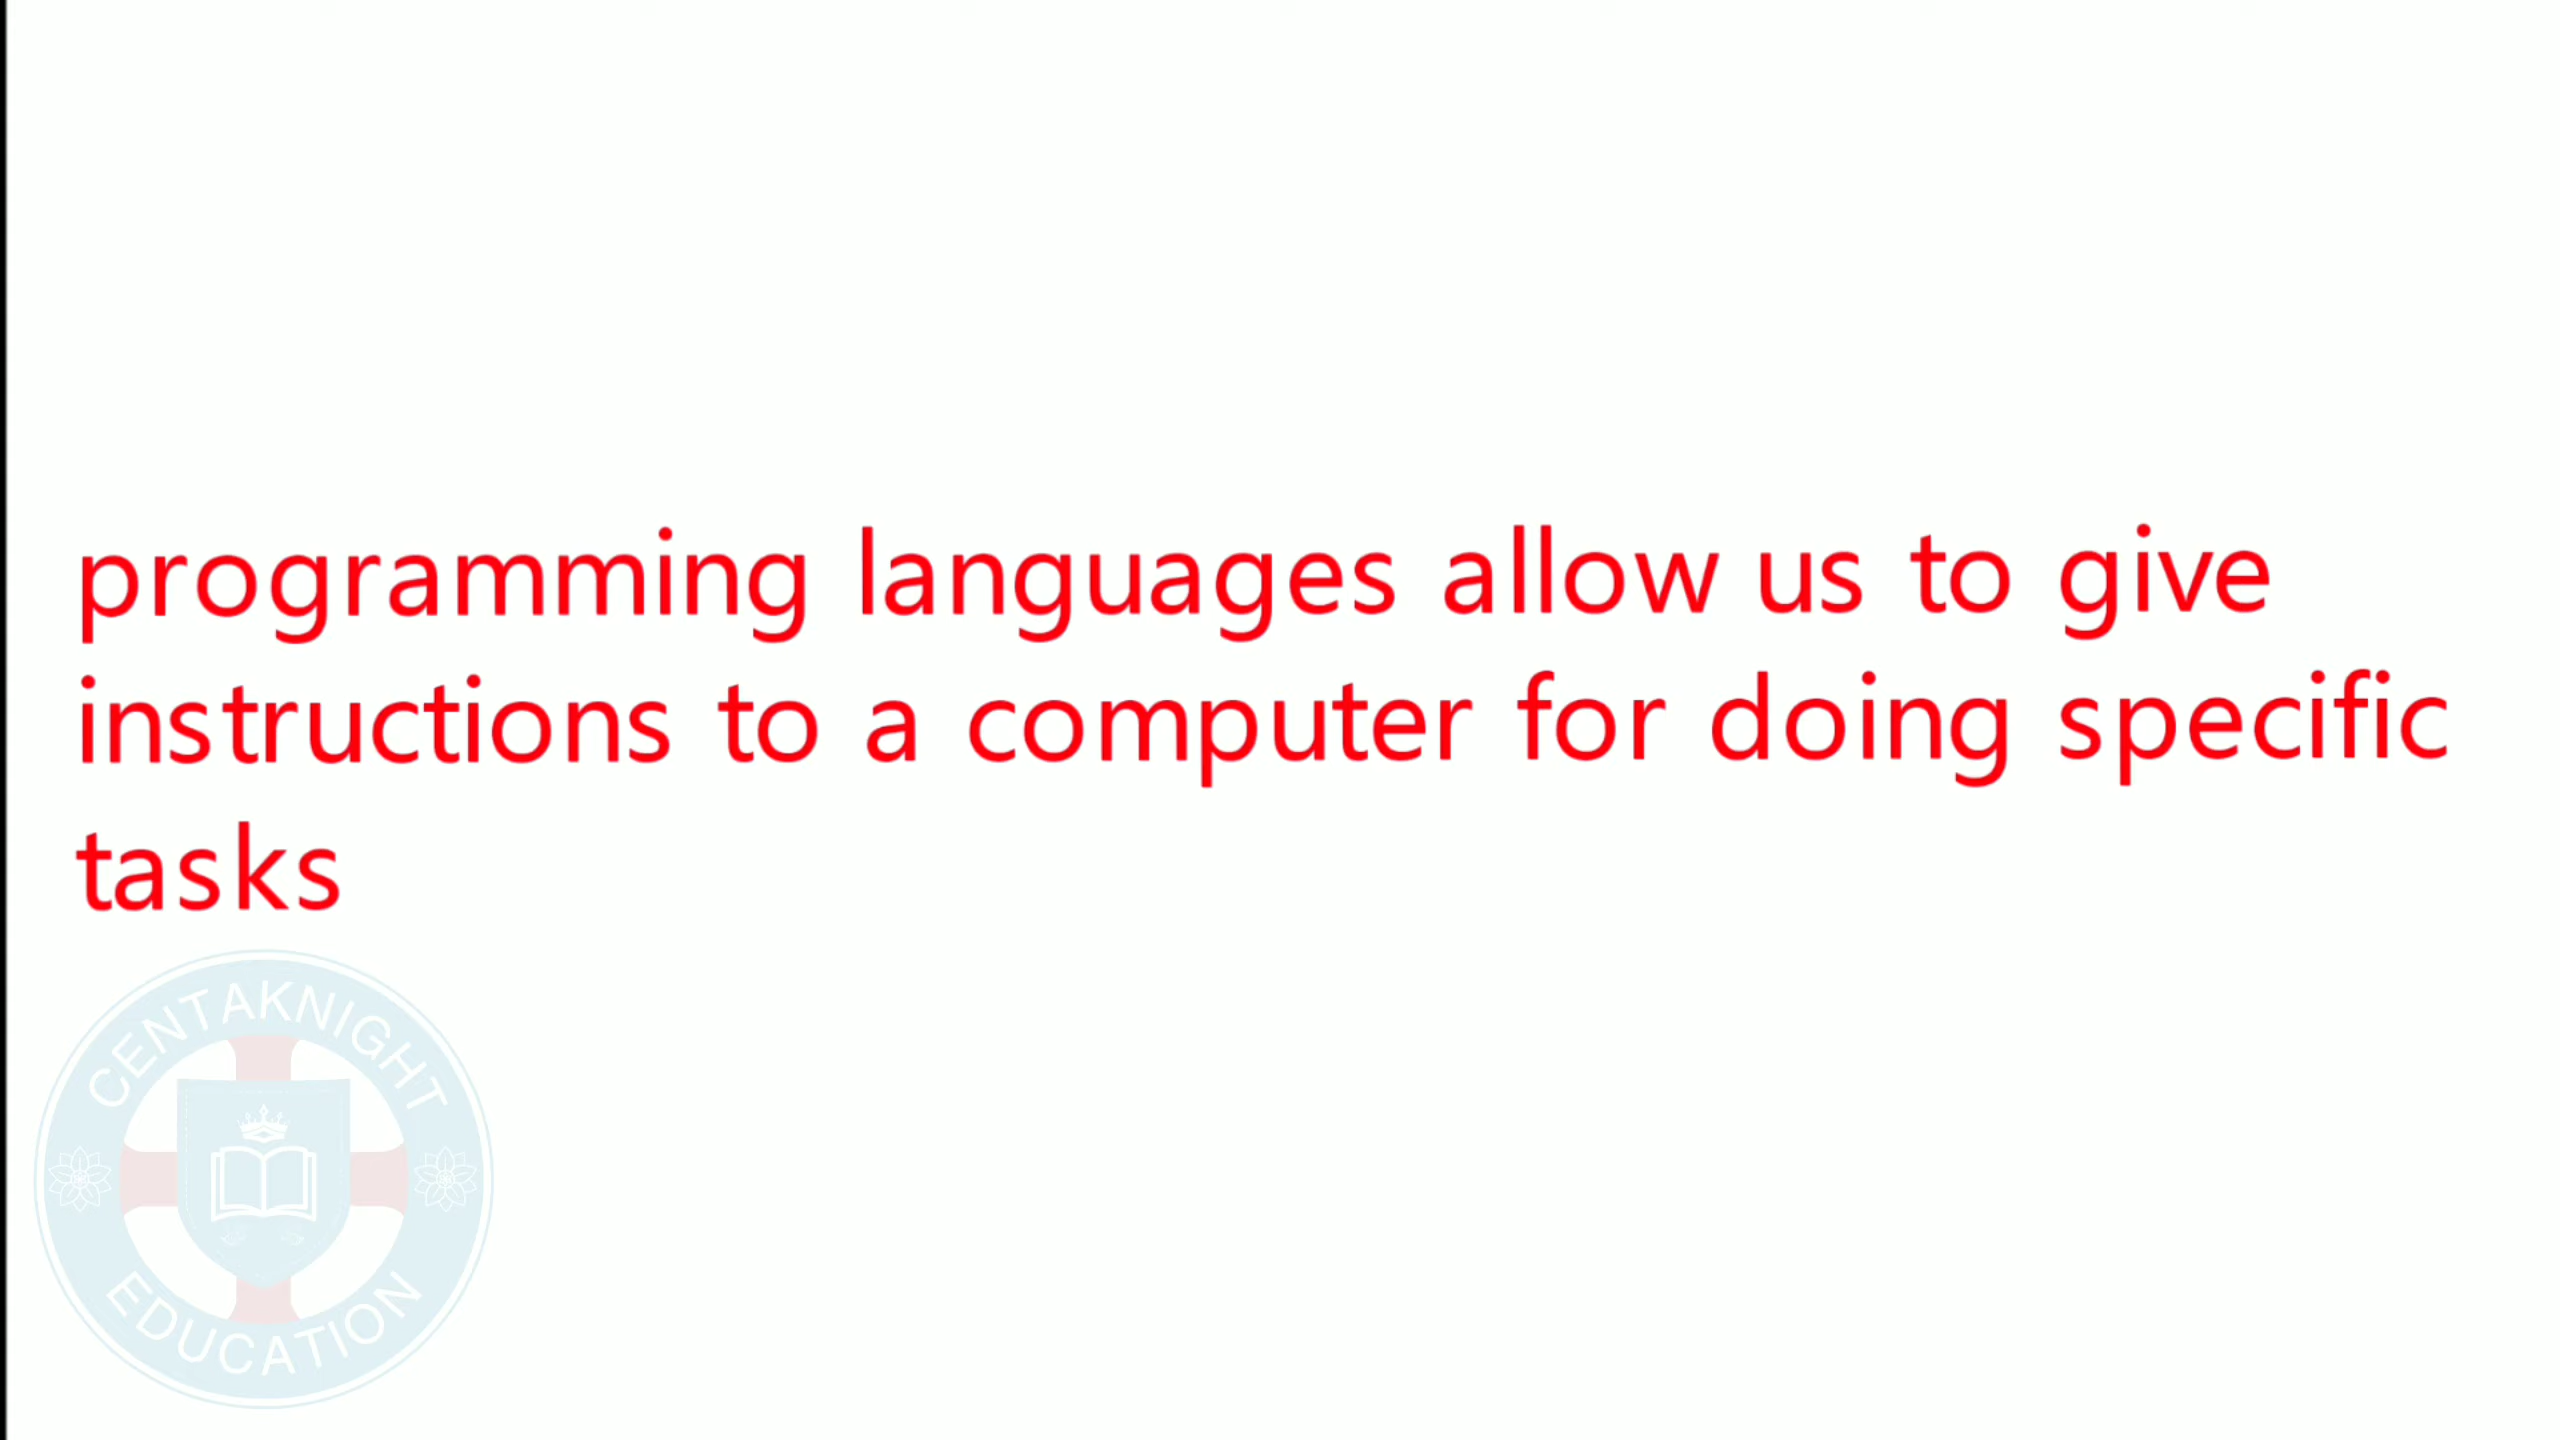 programming languages allow us to give
instructions to a computer for doing specific
tasks
CENTAKNIGHT
EDUCATION